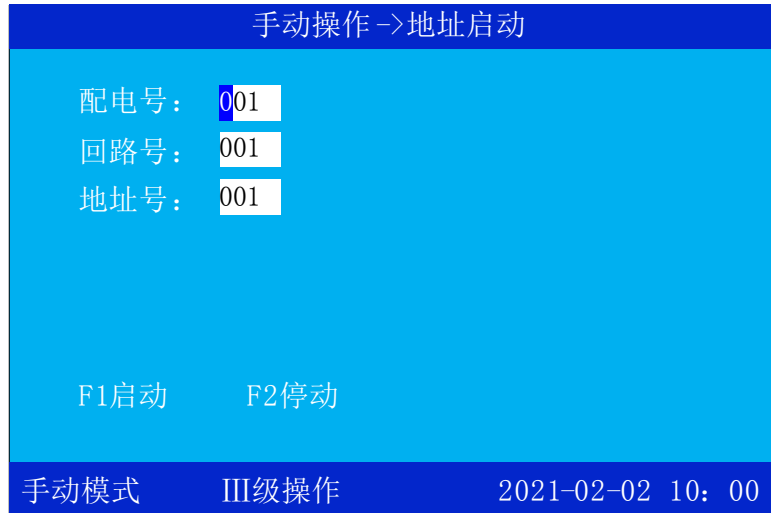 手动操作->地址启动
配电号： 001
回路号： 001
地址号： 001
F1启动 F2停动
手动模式 Ⅲ级操作 2021-02-02 10：00